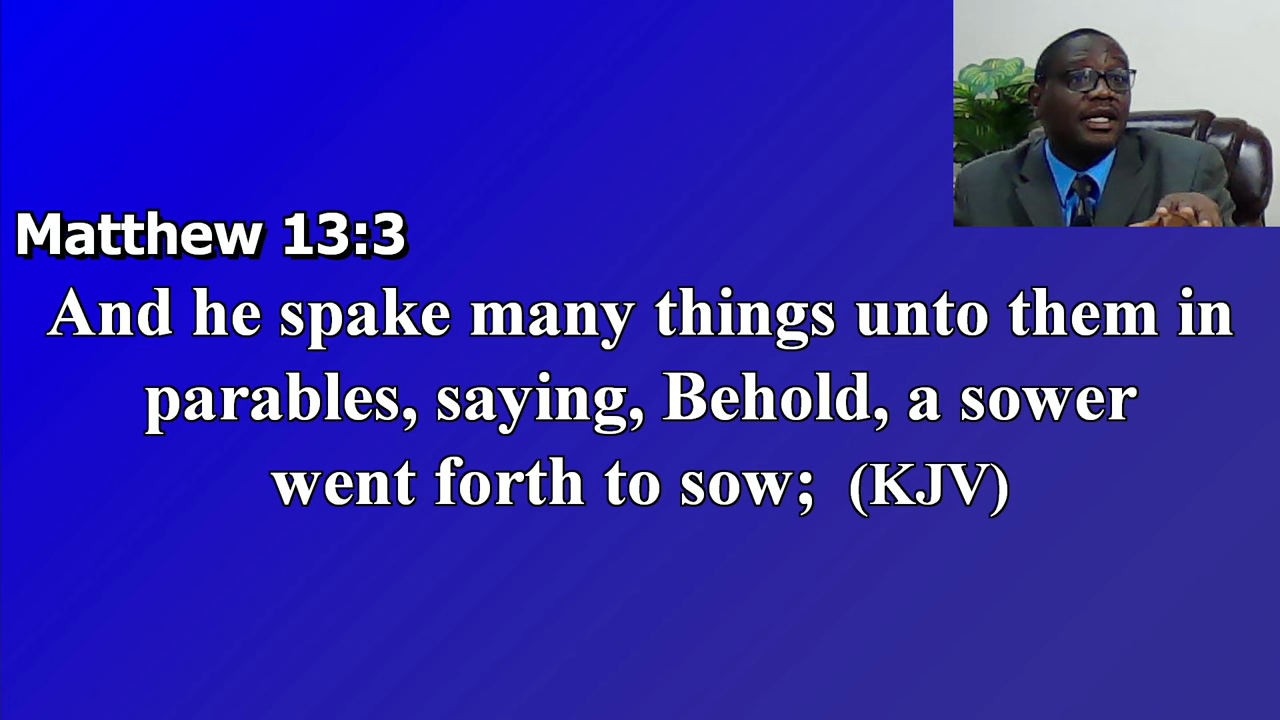 Matthew 13:3
And he spake many things unto them in
parables, saying, Behold, a sower
went forth to sow; (KJV)